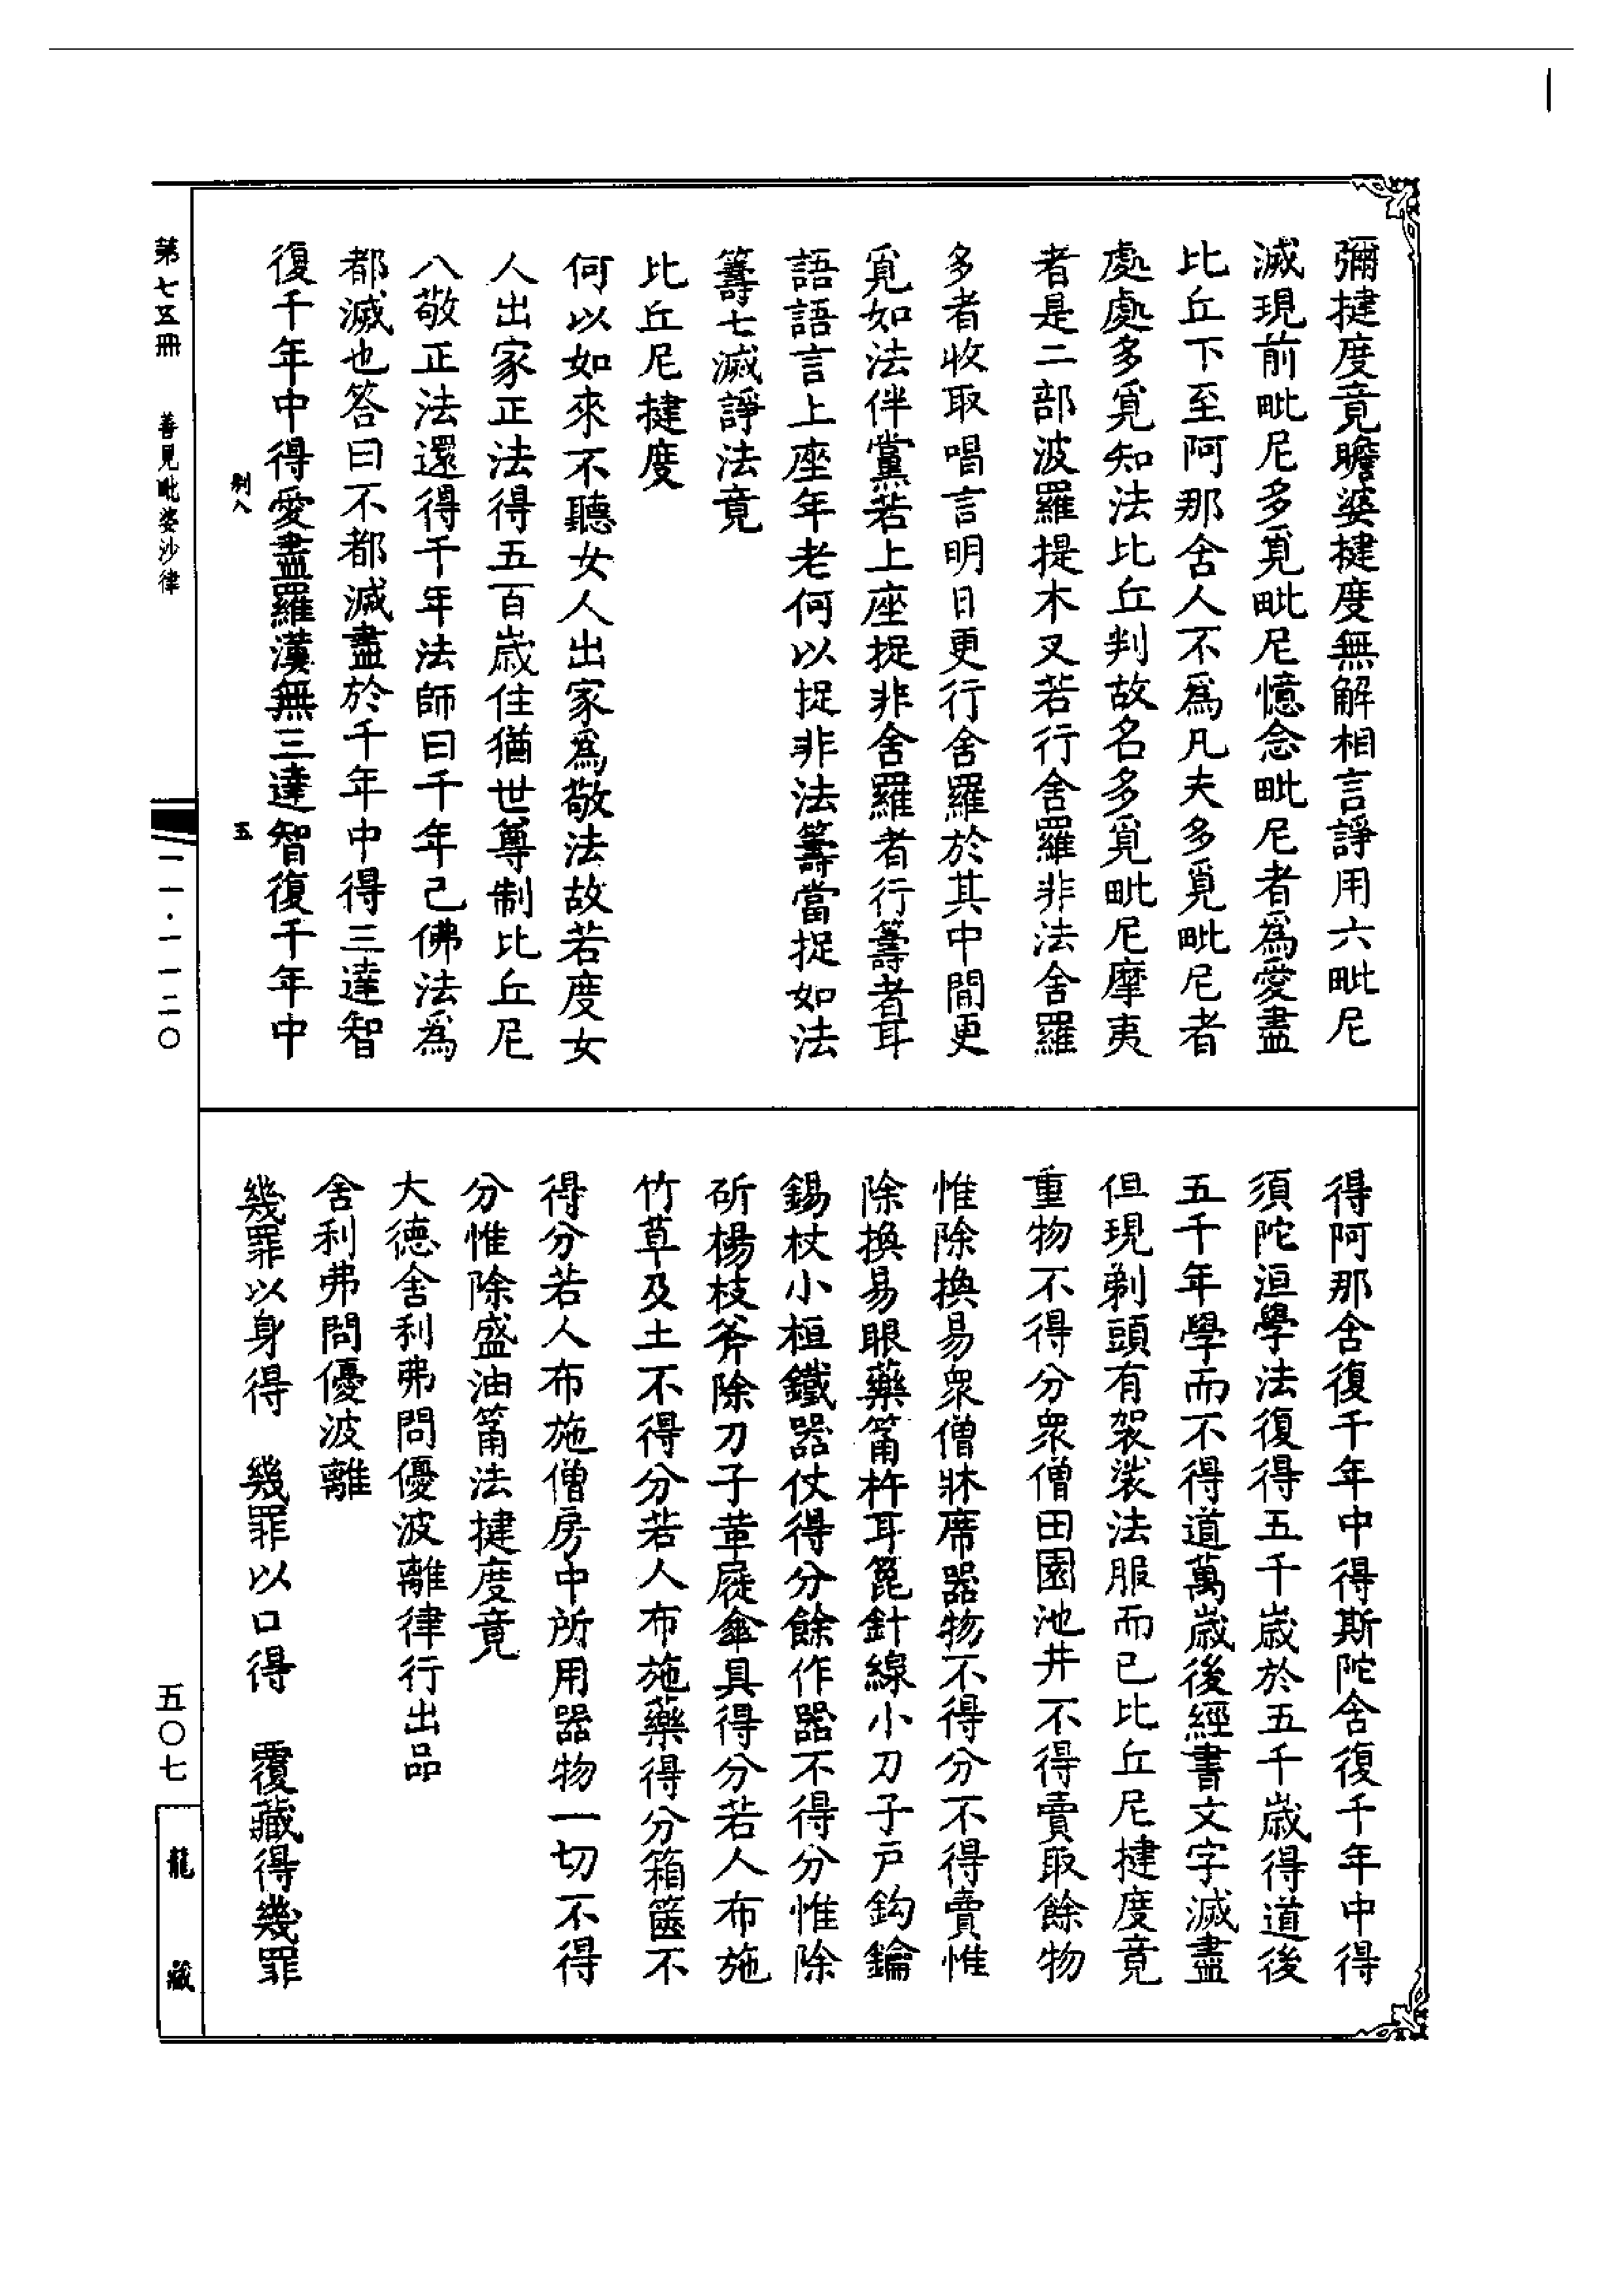 彌揵度竟瞻婆揵度無解相言諍用六毗尼
滅現前毗尼多覓毗尼憶念毗尼者爲愛盡
比丘下至阿那含人不爲凡夫多覓毗尼者
處處多覓知法比丘判故名多覓毗尼摩夷
者是二部波羅提木叉若行舍羅非法舍羅
多者收取唱言明日更行舍羅於其中間更
覓如法伴黨若上座捉非舍羅者行籌者耳
語語言上座年老何以捉非法籌當捉如法
籌七滅諍法竟
比丘尼揵度
何以如來不聽女人出家爲敬法故若度女
人出家正法得五百歲住猶世尊制比丘尼
八敬正法還得千年法師曰千年已佛法爲
都滅也答曰不都滅盡於千年中得三達智
復千年中得愛盡羅漢無三達智復千年中
得阿那含復千年中得斯陀含復千年中得
須陀洹學法復得五千歲於五千歲得道後
五千年學而不得道萬歲後經書文字滅盡
但現剃頭有袈裟法服而已比丘尼揵度竟
重物不得分衆僧田園池井不得賣取餘物
惟除換易衆僧牀席器物不得分不得賣惟
除換易眼藥筩杵耳篦針線小刀子戶鈎鑰
錫杖小桓鐵器仗得分餘作器不得分惟除
斫楊枝斧除刀子革屣傘具得分若人布施
竹草及土不得分若人布施藥得分箱篋不
得分若人布施僧房中所用器物一切不得
分惟除盛油筩法揵度竟
大德舍利弗問優波離律行出品
舍利弗問優波離
幾罪以身得　幾罪以口得　覆藏得幾罪
第七五冊　善見毗婆沙律
別八　五
一一·一一二〇
五〇七
龍藏